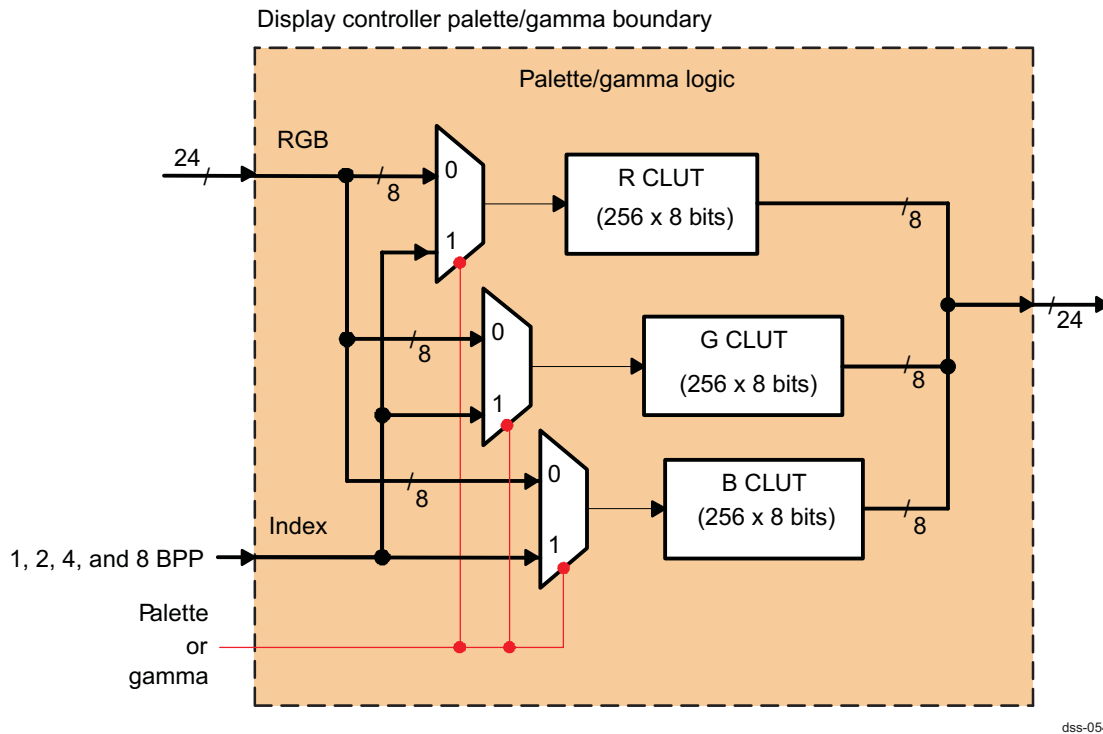 Display controller palette/gamma boundary
Palette/gamma logic
RGB
24
8
0
1
R CLUT
(256 x 8 bits)
8
24
8
0
1
G CLUT
(256 x 8 bits)
8
8
0
1
B CLUT
(256 x 8 bits)
8
Index
1, 2, 4, and 8 BPP
Palette
or
gamma